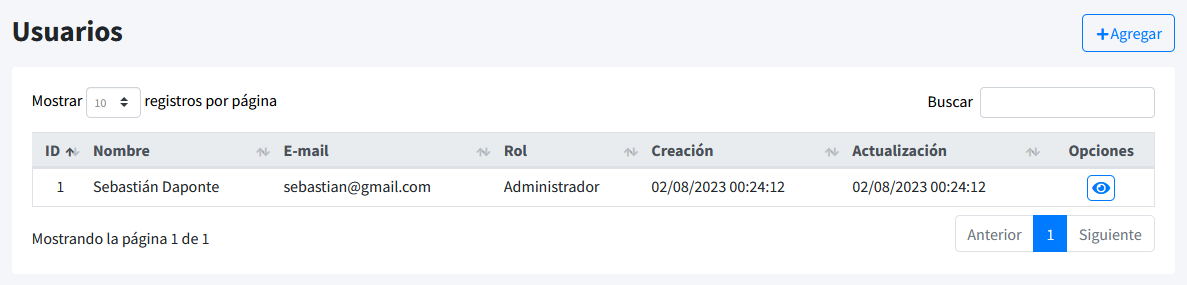 Usuarios
+Agregar
Mostrar 10 registros por página
Buscar
ID Nombre E-mail Rol Creación Actualización Opciones
1 Sebastián Daponte sebastian@gmail.com Administrador 02/08/2023 00:24:12 02/08/2023 00:24:12
Mostrando la página 1 de 1
Anterior 1 Siguiente